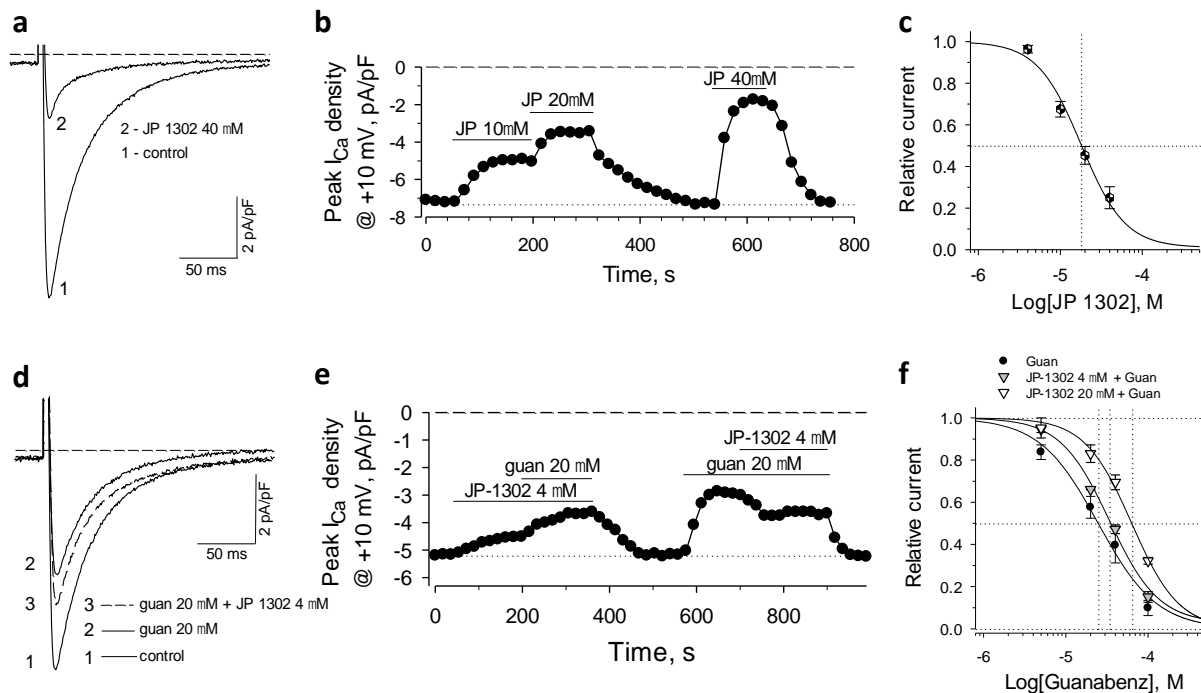 a
2
2 - JP 1302 40 mM
1 - control
2 pA/pF
50 ms
1
b
Peak ICa density
@ +10 mV, pA/pF
0
-2
-4
-6
-8
JP 10mM
JP 20mM
JP 40mM
0 200 400 600 800
Time, s
c
Relative current
1.0
0.8
0.6
0.4
0.2
0.0
-6 -5 -4
Log[JP 1302], M
d
2 pA/pF
50 ms
2
3
1
3 guan 20 mM + JP 1302 4 mM
2 guan 20 mM
1 control
e
Peak ICa density
@ +10 mV, pA/pF
0
-1
-2
-3
-4
-5
-6
guan 20 mM
JP-1302 4 mM
JP-1302 4 mM
guan 20 mM
0 200 400 600 800
Time, s
f
Guan
JP-1302 4 mM + Guan
JP-1302 20 mM + Guan
Relative current
1.0
0.8
0.6
0.4
0.2
0.0
-6 -5 -4
Log[Guanabenz], M